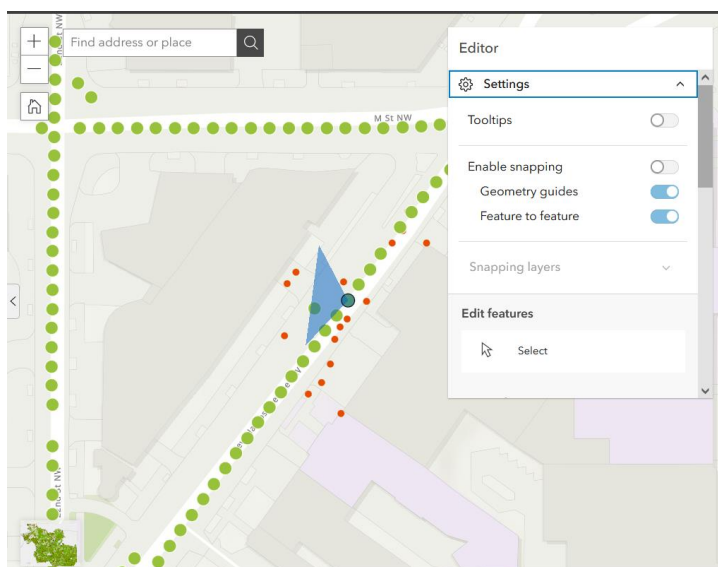 Find address or place
Editor
Settings
Tooltips
Enable snapping
Geometry guides
Feature to feature
Snapping layers
Edit features
Select
M St NW